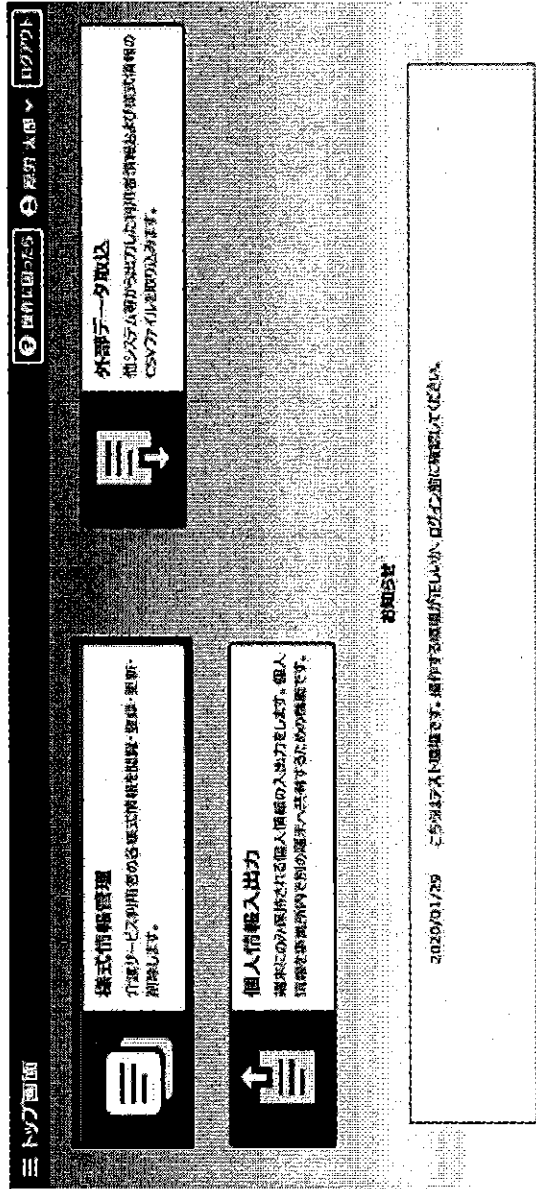 トップ画面
操作に困ったら
厚労 太郎
ログアウト
様式情報管理
介護サービス利用者の各様式情報を閲覧・登録・更新・
削除します。
外部データ取込
他システム等から出力した利用者情報および様式情報の
CSVファイルを取り込みます。
個人情報入出力
端末にのみ保持される個人情報の入出力をします。個人
情報を事業所内で別の端末へ共有するための機能です。
お知らせ
2020/01/29 こちらはテスト環境です。操作する環境が正しいか、ログイン前に確認してください。